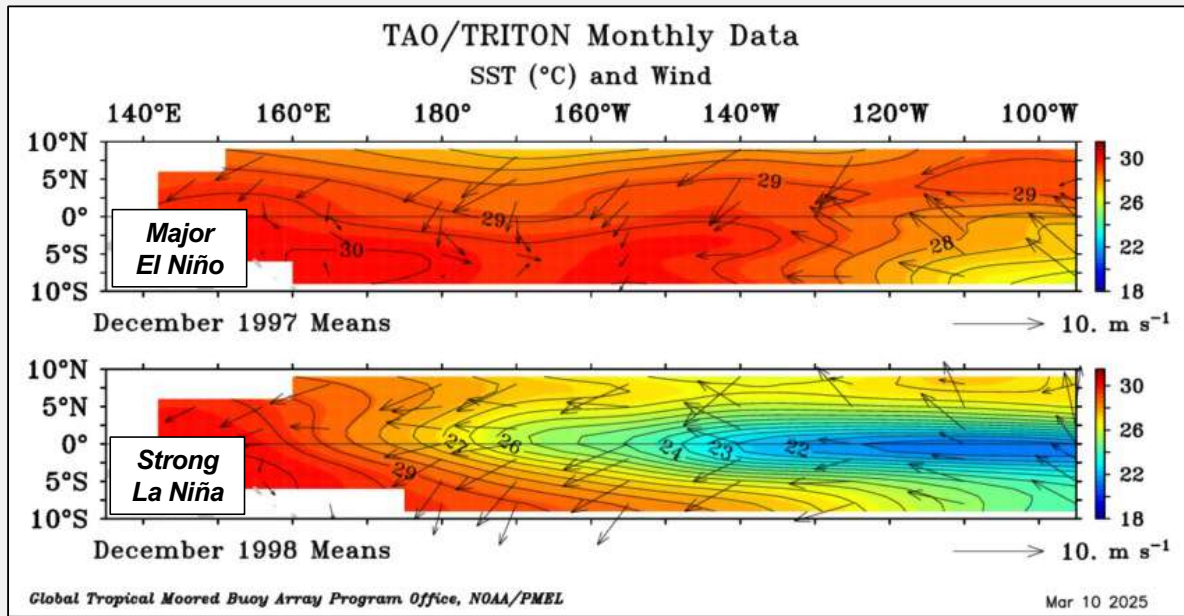 TAO/TRITON Monthly Data
SST (°C) and Wind
140°E 160°E 180° 160°W 140°W 120°W 100°W
10°N
5°N
0°
5°S
10°S
Major
El Niño
29
29
29
30
28
30
26
22
18
December 1997 Means
10. m s⁻¹
10°N
5°N
0°
5°S
10°S
Strong
La Niña
29
27
26
24
23
22
30
26
22
18
December 1998 Means
10. m s⁻¹
Global Tropical Moored Buoy Array Program Office, NOAA/PMEL
Mar 10 2025